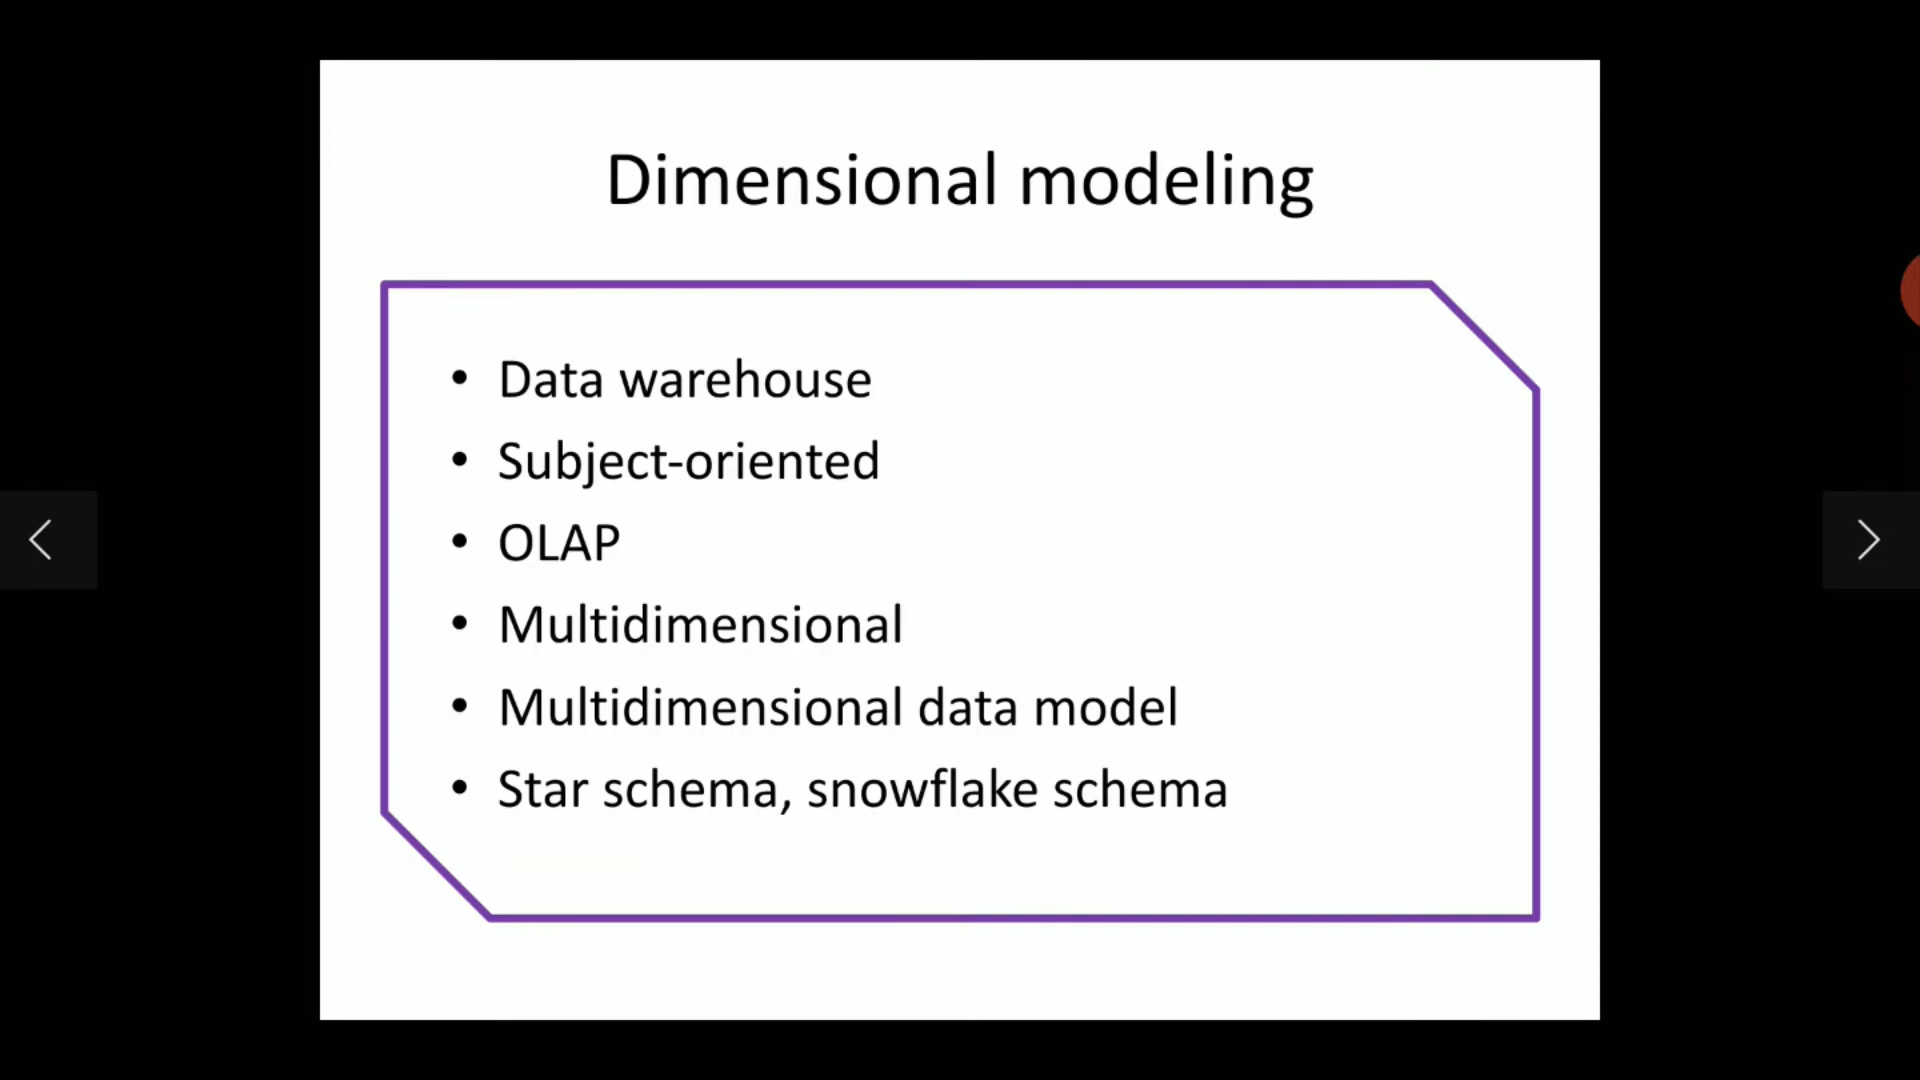 Dimensional modeling
• Data warehouse
• Subject-oriented
• OLAP
• Multidimensional
• Multidimensional data model
• Star schema, snowflake schema